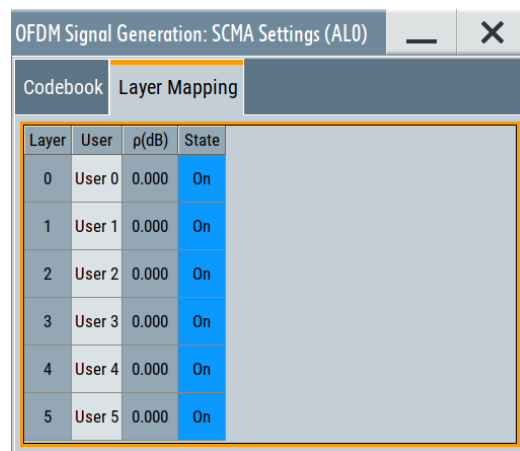 OFDM Signal Generation: SCMA Settings (AL0)
Codebook Layer Mapping
Layer User ρ(dB) State
0 User 0 0.000 On
1 User 1 0.000 On
2 User 2 0.000 On
3 User 3 0.000 On
4 User 4 0.000 On
5 User 5 0.000 On